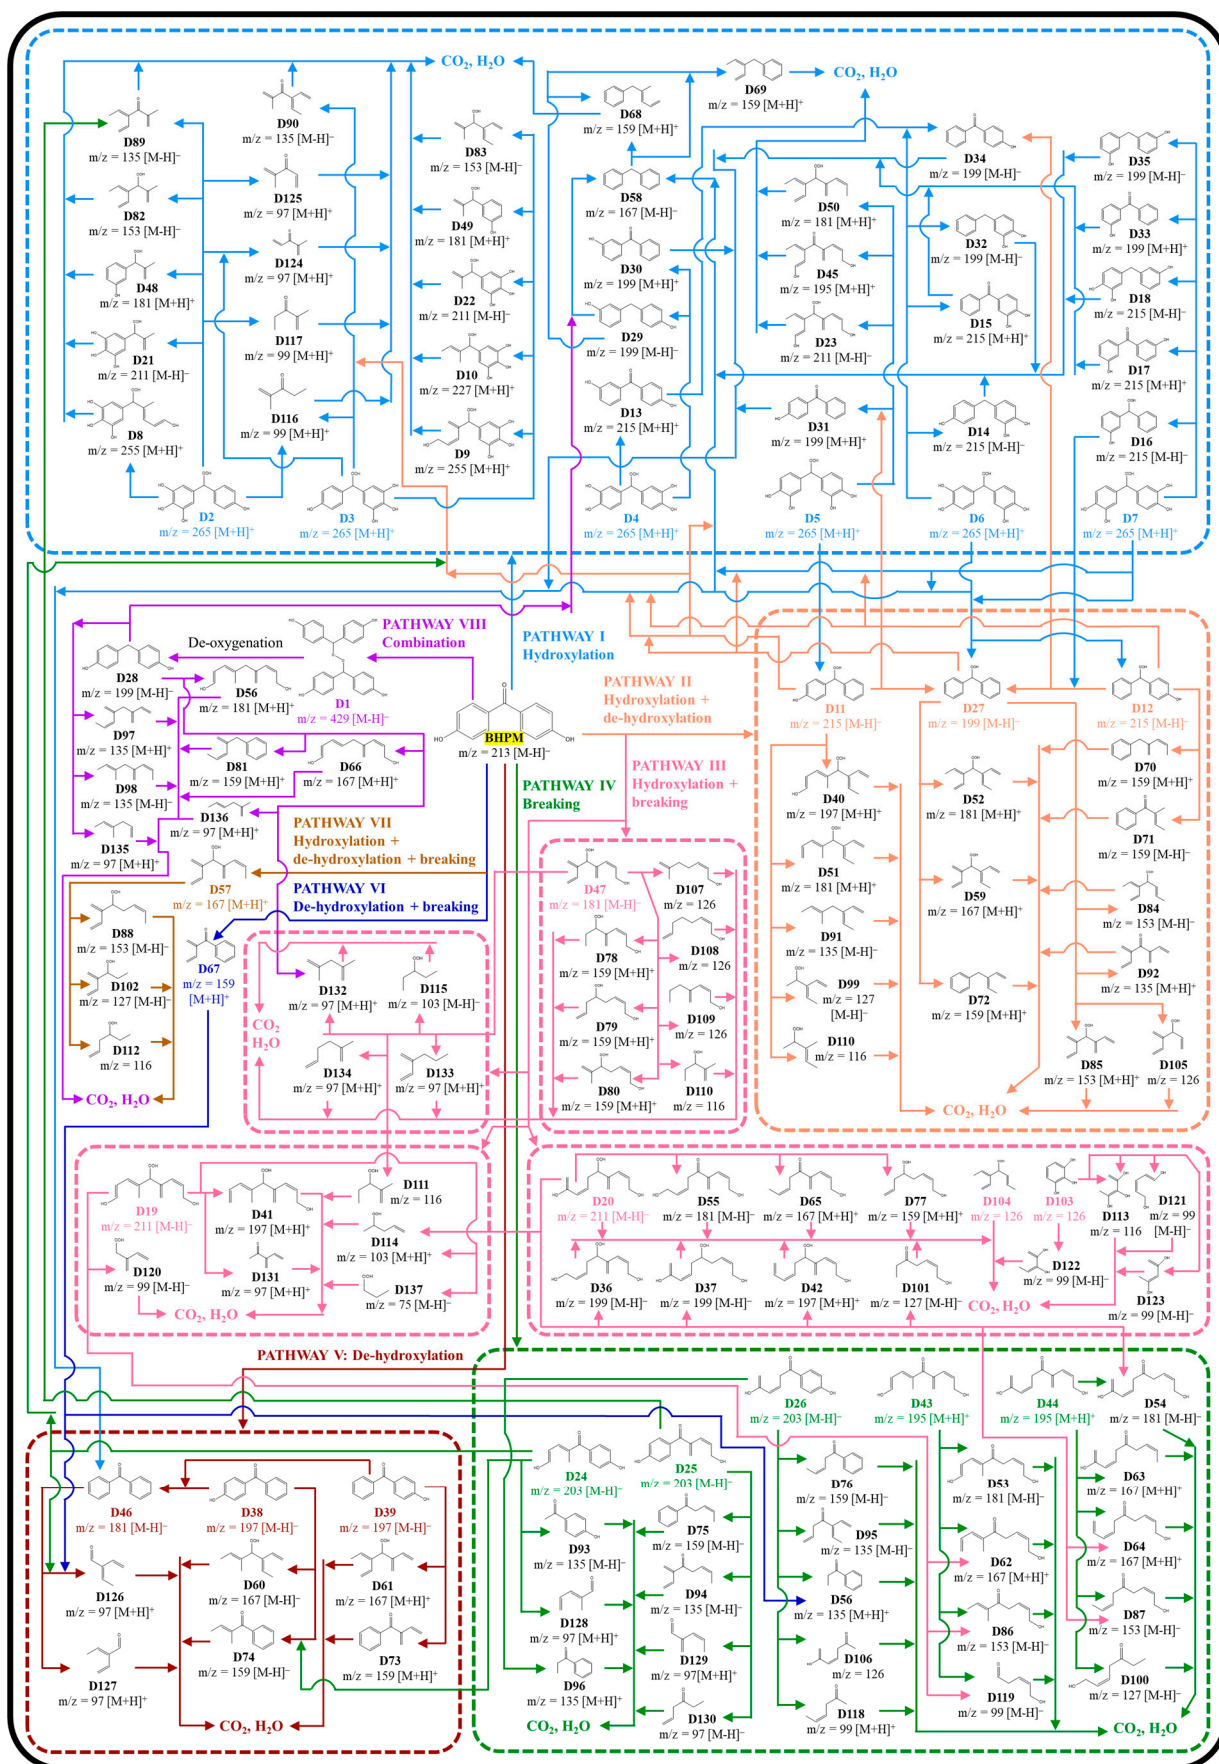 CO2, H2O
D69
m/z = 159 [M+H]+
CO2, H2O
D89
m/z = 135 [M-H]-
D90
m/z = 135 [M-H]-
D83
m/z = 153 [M-H]-
D68
m/z = 159 [M+H]+
D34
m/z = 199 [M-H]-
D35
m/z = 199 [M-H]-
D82
m/z = 153 [M-H]-
D125
m/z = 97 [M+H]+
D49
m/z = 181 [M+H]+
D58
m/z = 167 [M-H]-
D50
m/z = 181 [M+H]+
D32
m/z = 199 [M-H]-
D33
m/z = 199 [M+H]+
D48
m/z = 181 [M+H]+
D124
m/z = 97 [M+H]+
D22
m/z = 211 [M-H]-
D30
m/z = 199 [M+H]+
D45
m/z = 195 [M+H]+
D15
m/z = 215 [M+H]+
D18
m/z = 215 [M-H]-
D21
m/z = 211 [M-H]-
D117
m/z = 99 [M+H]+
D10
m/z = 227 [M+H]+
D29
m/z = 199 [M-H]-
D23
m/z = 211 [M-H]-
D17
m/z = 215 [M+H]+
D8
m/z = 255 [M+H]+
D116
m/z = 99 [M+H]+
D9
m/z = 255 [M+H]+
D13
m/z = 215 [M+H]+
D31
m/z = 199 [M+H]+
D14
m/z = 215 [M-H]-
D16
m/z = 215 [M-H]-
D2
m/z = 265 [M+H]+
D3
m/z = 265 [M+H]+
D4
m/z = 265 [M+H]+
D5
m/z = 265 [M+H]+
D6
m/z = 265 [M+H]+
D7
m/z = 265 [M+H]+
PATHWAY VIII
Combination
De-oxygenation
PATHWAY I
Hydroxylation
PATHWAY II
Hydroxylation +
de-hydroxylation
D28
m/z = 199 [M-H]-
D56
m/z = 181 [M+H]+
D1
m/z = 429 [M-H]-
BHPM
m/z = 213 [M-H]-
D11
m/z = 215 [M-H]-
D27
m/z = 199 [M-H]-
D12
m/z = 215 [M-H]-
D97
m/z = 135 [M+H]+
D81
m/z = 159 [M+H]+
D66
m/z = 167 [M+H]+
PATHWAY III
Hydroxylation +
breaking
PATHWAY IV
Breaking
D98
m/z = 135 [M-H]-
D136
m/z = 97 [M+H]+
D135
m/z = 97 [M+H]+
PATHWAY VII
Hydroxylation +
de-hydroxylation + breaking
PATHWAY VI
De-hydroxylation + breaking
D40
m/z = 197 [M+H]+
D52
m/z = 181 [M+H]+
D70
m/z = 159 [M+H]+
D71
m/z = 159 [M-H]-
D57
m/z = 167 [M+H]+
D47
m/z = 181 [M-H]-
D107
m/z = 126
D51
m/z = 181 [M+H]+
D59
m/z = 167 [M+H]+
D84
m/z = 153 [M-H]-
D88
m/z = 153 [M-H]-
D67
m/z = 159
[M+H]+
D78
m/z = 159 [M+H]+
D108
m/z = 126
D91
m/z = 135 [M-H]-
D92
m/z = 135 [M+H]+
D102
m/z = 127 [M-H]-
D132
m/z = 97 [M+H]+
D115
m/z = 103 [M-H]-
D79
m/z = 159 [M+H]+
D109
m/z = 126
D99
m/z = 127
[M-H]-
D72
m/z = 159 [M+H]+
CO2
H2O
D112
m/z = 116
D134
m/z = 97 [M+H]+
D133
m/z = 97 [M+H]+
D80
m/z = 159 [M+H]+
D110
m/z = 116
D110
m/z = 116
D85
m/z = 153 [M+H]+
D105
m/z = 126
CO2, H2O
CO2, H2O
D19
m/z = 211 [M-H]-
D41
m/z = 197 [M+H]+
D111
m/z = 116
D114
m/z = 103 [M+H]+
D120
m/z = 99 [M-H]-
D131
m/z = 97 [M+H]+
D137
m/z = 75 [M-H]-
CO2, H2O
D20
m/z = 211 [M-H]-
D55
m/z = 181 [M-H]-
D65
m/z = 167 [M+H]+
D77
m/z = 159 [M+H]+
D104
m/z = 126
D103
m/z = 126
D113
m/z = 116
D121
m/z = 99
[M-H]-
D36
m/z = 199 [M-H]-
D37
m/z = 199 [M-H]-
D42
m/z = 197 [M+H]+
D101
m/z = 127 [M-H]-
D122
m/z = 99 [M-H]-
D123
m/z = 99 [M-H]-
CO2, H2O
PATHWAY V: De-hydroxylation
D26
m/z = 203 [M-H]-
D43
m/z = 195 [M+H]+
D44
m/z = 195 [M+H]+
D54
m/z = 181 [M-H]-
D46
m/z = 181 [M-H]-
D38
m/z = 197 [M-H]-
D39
m/z = 197 [M-H]-
D24
m/z = 203 [M-H]-
D25
m/z = 203 [M-H]-
D76
m/z = 159 [M-H]-
D53
m/z = 181 [M-H]-
D63
m/z = 167 [M+H]+
D93
m/z = 135 [M-H]-
D75
m/z = 159 [M-H]-
D95
m/z = 135 [M-H]-
D62
m/z = 167 [M+H]+
D64
m/z = 167 [M+H]+
D126
m/z = 97 [M+H]+
D60
m/z = 167 [M-H]-
D61
m/z = 167 [M+H]+
D128
m/z = 97 [M+H]+
D94
m/z = 135 [M-H]-
D56
m/z = 135 [M+H]+
D86
m/z = 153 [M-H]-
D87
m/z = 153 [M-H]-
D127
m/z = 97 [M+H]+
D74
m/z = 159 [M-H]-
D73
m/z = 159 [M+H]+
D96
m/z = 135 [M+H]+
D129
m/z = 97[M+H]+
D106
m/z = 126
D119
m/z = 99 [M-H]-
D100
m/z = 127 [M-H]-
D130
m/z = 97 [M-H]-
D118
m/z = 99 [M+H]+
CO2, H2O
CO2, H2O
CO2, H2O